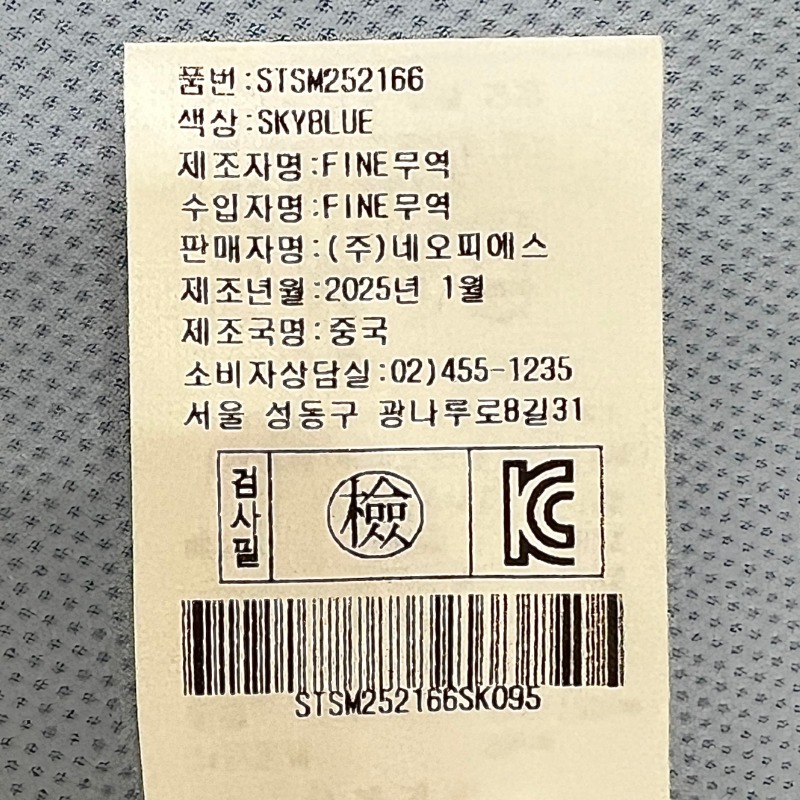 품번:STSM252166
색상:SKYBLUE
제조자명:FINE무역
수입자명:FINE무역
판매자명:(주)네오피에스
제조년월:2025년 1월
제조국명:중국
소비자상담실:02)455-1235
서울 성동구 광나루로8길31
검사필
檢
KC
STSM252166SK095